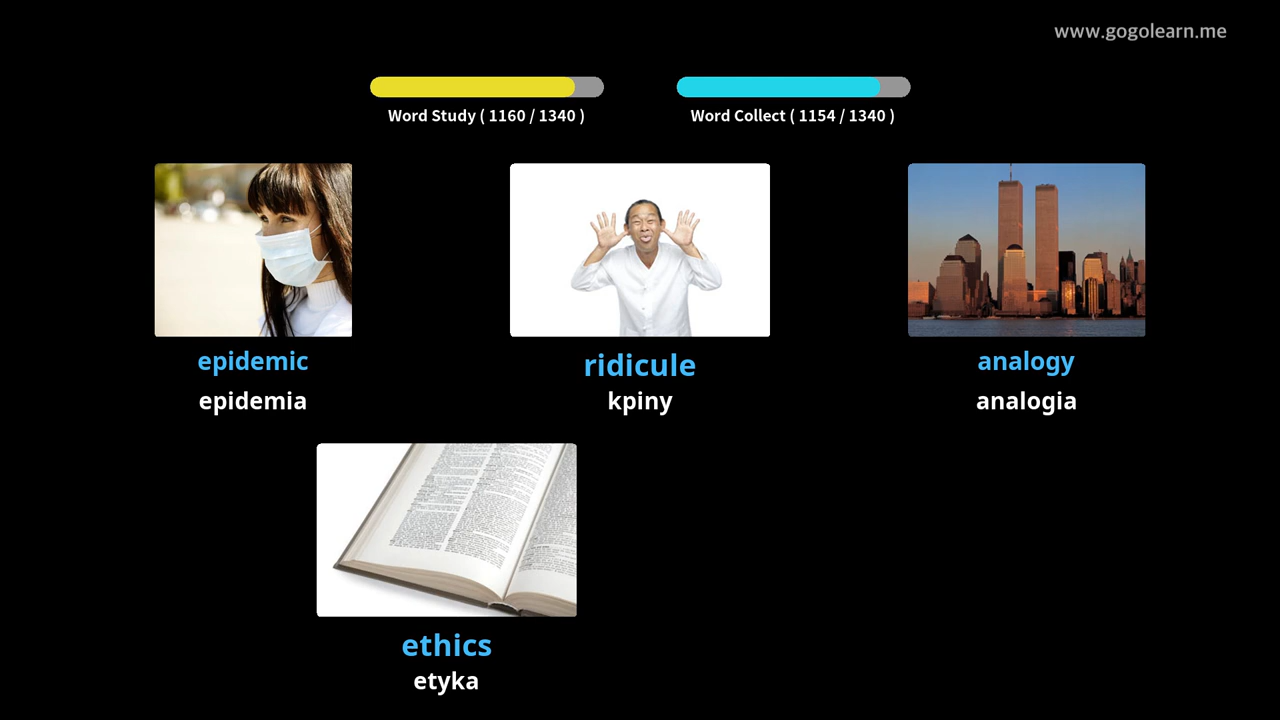 www.gogolearn.me
Word Study ( 1160 / 1340 )
Word Collect ( 1154 / 1340 )
epidemic
epidemia
ridicule
kpiny
analogy
analogia
ethics
etyka